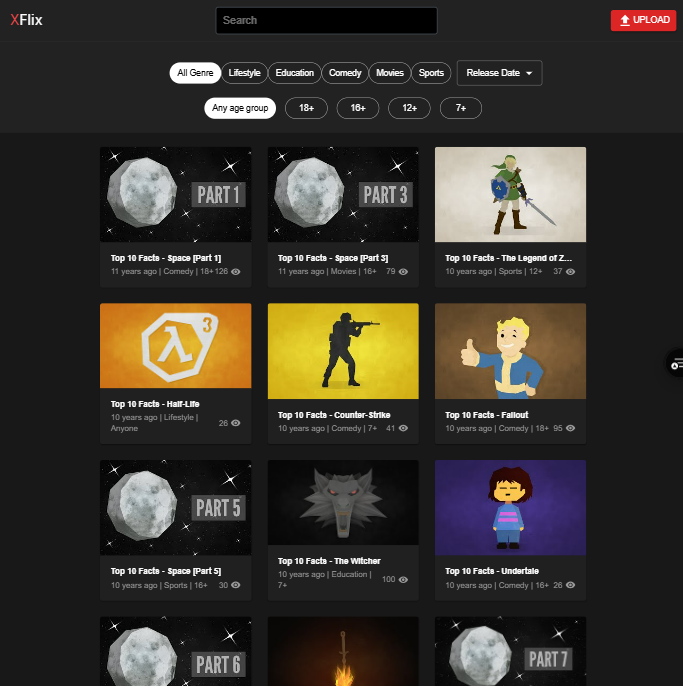 XFlix
Search
UPLOAD
All Genre
Lifestyle
Education
Comedy
Movies
Sports
Release Date
Any age group
18+
16+
12+
7+
PART 1
PART 3
Top 10 Facts - Space [Part 1]
11 years ago | Comedy | 18+
126
Top 10 Facts - Space [Part 3]
11 years ago | Movies | 16+
79
Top 10 Facts - The Legend of Z...
10 years ago | Sports | 12+
37
3
Top 10 Facts - Half-Life
10 years ago | Lifestyle |
Anyone
26
Top 10 Facts - Counter-Strike
10 years ago | Comedy | 7+
41
Top 10 Facts - Fallout
10 years ago | Comedy | 18+
95
PART 5
Top 10 Facts - Space [Part 5]
10 years ago | Sports | 16+
30
Top 10 Facts - The Witcher
10 years ago | Education |
7+
100
Top 10 Facts - Undertale
10 years ago | Comedy | 16+
26
PART 6
PART 7